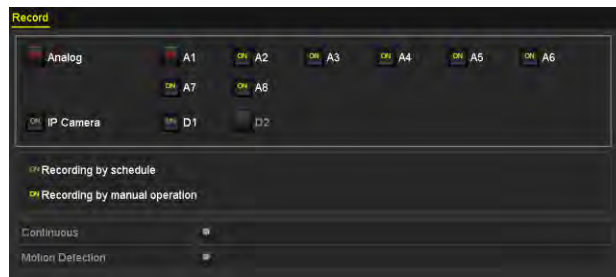 Record
Analog A1 ON A2 ON A3 ON A4 ON A5 ON A6
ON A7 ON A8
ON IP Camera ON D1 D2
ON Recording by schedule
ON Recording by manual operation
Continuous
Motion Detection